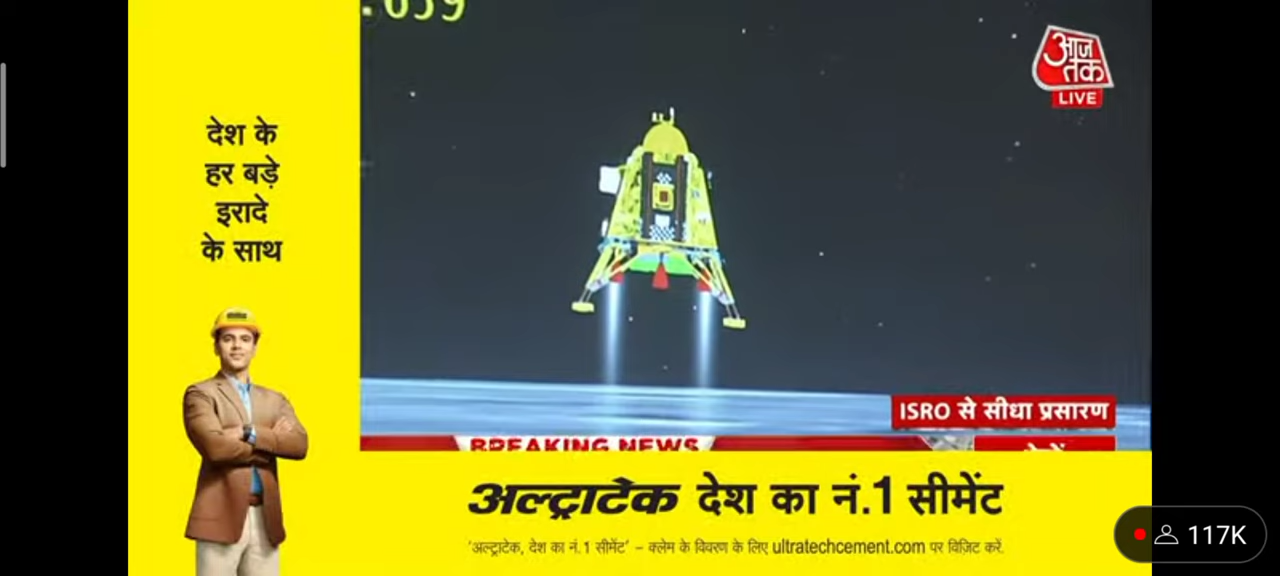 .059
आज
तक
LIVE
देश के
हर बड़े
इरादे
के साथ
ISRO से सीधा प्रसारण
BREAKING NEWS
अल्ट्राटेक देश का नं.1 सीमेंट
'अल्ट्राटेक, देश का नं.1 सीमेंट' – क्लेम के विवरण के लिए ultratechcement.com पर विज़िट करें.
117K